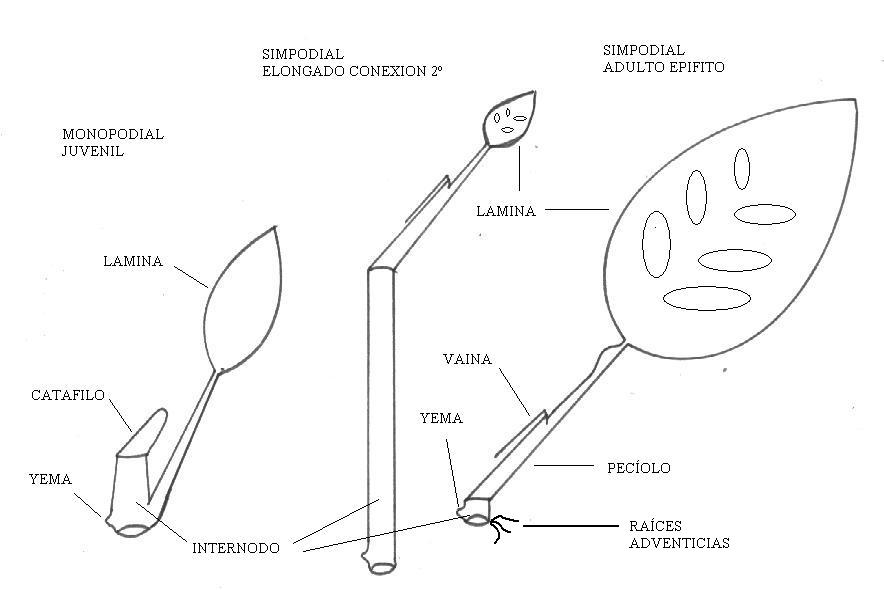 SIMPODIAL
ELONGADO CONEXION 2º
SIMPODIAL
ADULTO EPIFITO
MONOPODIAL
JUVENIL
LAMINA
LAMINA
CATAFILO
YEMA
INTERNODO
VAINA
YEMA
PECÍOLO
RAÍCES
ADVENTICIAS